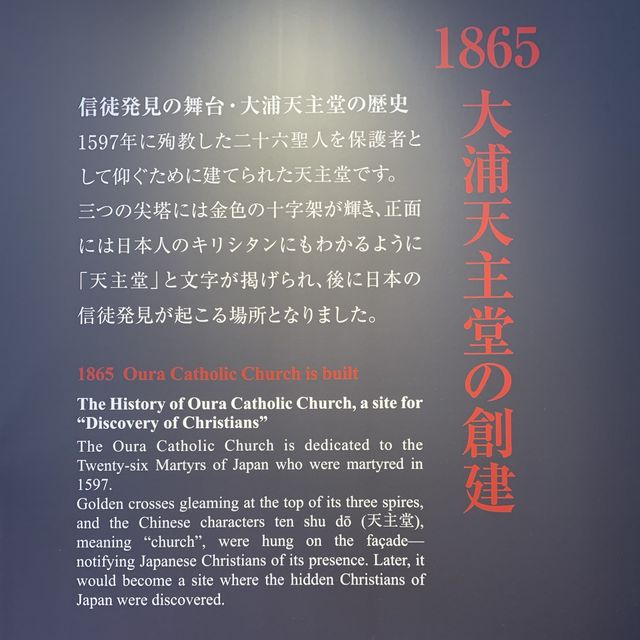 1865
大浦天主堂の創建
信徒発見の舞台・大浦天主堂の歴史
1597年に殉教した二十六聖人を保護者と
して仰ぐために建てられた天主堂です。
三つの尖塔には金色の十字架が輝き、正面
には日本人のキリシタンにもわかるように
「天主堂」と文字が掲げられ、後に日本の
信徒発見が起こる場所となりました。
1865 Oura Catholic Church is built
The History of Oura Catholic Church, a site for
“Discovery of Christians”
The Oura Catholic Church is dedicated to the
Twenty-six Martyrs of Japan who were martyred in
1597.
Golden crosses gleaming at the top of its three spires,
and the Chinese characters ten shu dō (天主堂),
meaning “church”, were hung on the façade—
notifying Japanese Christians of its presence. Later, it
would become a site where the hidden Christians of
Japan were discovered.